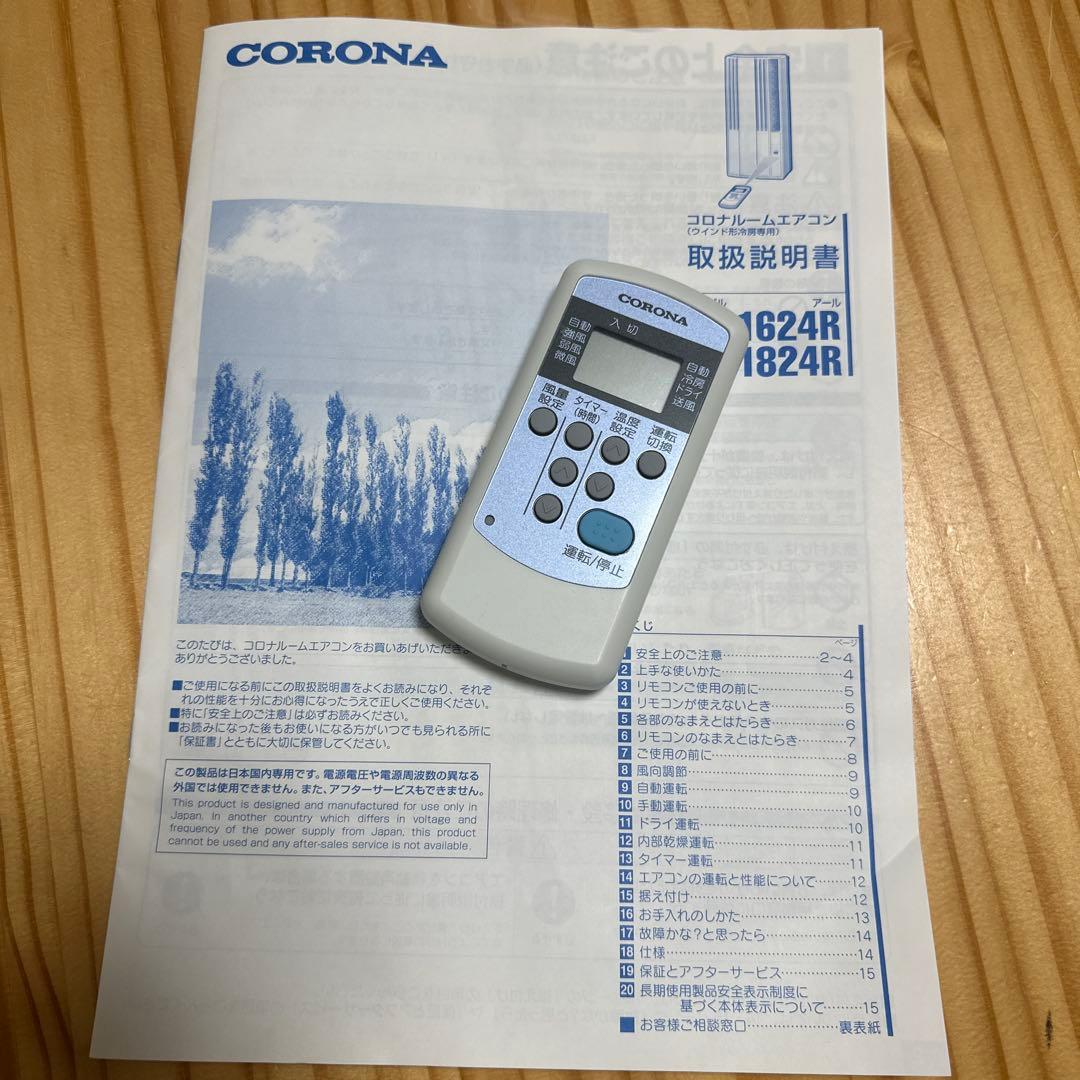 CORONA
コロナルームエアコン
(ウインド形冷房専用)
取扱説明書
アール
1624R
1824R
CORONA
入 切
自動
強風
弱風
微風
自動
冷房
ドライ
送風
風量
設定
タイマー
(時間)
温度
設定
運転
切換
運転/停止
このたびは、コロナルームエアコンをお買いあげいただきま
ありがとうございました。
■ご使用になる前にこの取扱説明書をよくお読みになり、それぞ
れの性能を十分にお心得になったうえで正しくご使用ください。
■特に「安全上のご注意」は必ずお読みください。
■お読みになった後もお使いになる方がいつでも見られる所に
「保証書」とともに大切に保管してください。
この製品は日本国内専用です。電源電圧や電源周波数の異なる
外国では使用できません。また、アフターサービスもできません。
This product is designed and manufactured for use only in
Japan. In another country which differs in voltage and
frequency of the power supply from Japan, this product
cannot be used and any after-sales service is not available.
くじ
ページ
1 安全上のご注意 2〜4
2 上手な使いかた 4
3 リモコンご使用の前に 5
4 リモコンが使えないとき 5
5 各部のなまえとはたらき 6
6 リモコンのなまえとはたらき 7
7 ご使用の前に 8
8 風向調節 9
9 自動運転 9
10 手動運転 10
11 ドライ運転 10
12 内部乾燥運転 11
13 タイマー運転 11
14 エアコンの運転と性能について 12
15 据え付け 12
16 お手入れのしかた 13
17 故障かな?と思ったら 14
18 仕様 14
19 保証とアフターサービス 15
20 長期使用製品安全表示制度に
基づく本体表示について 15
■ お客様ご相談窓口 裏表紙